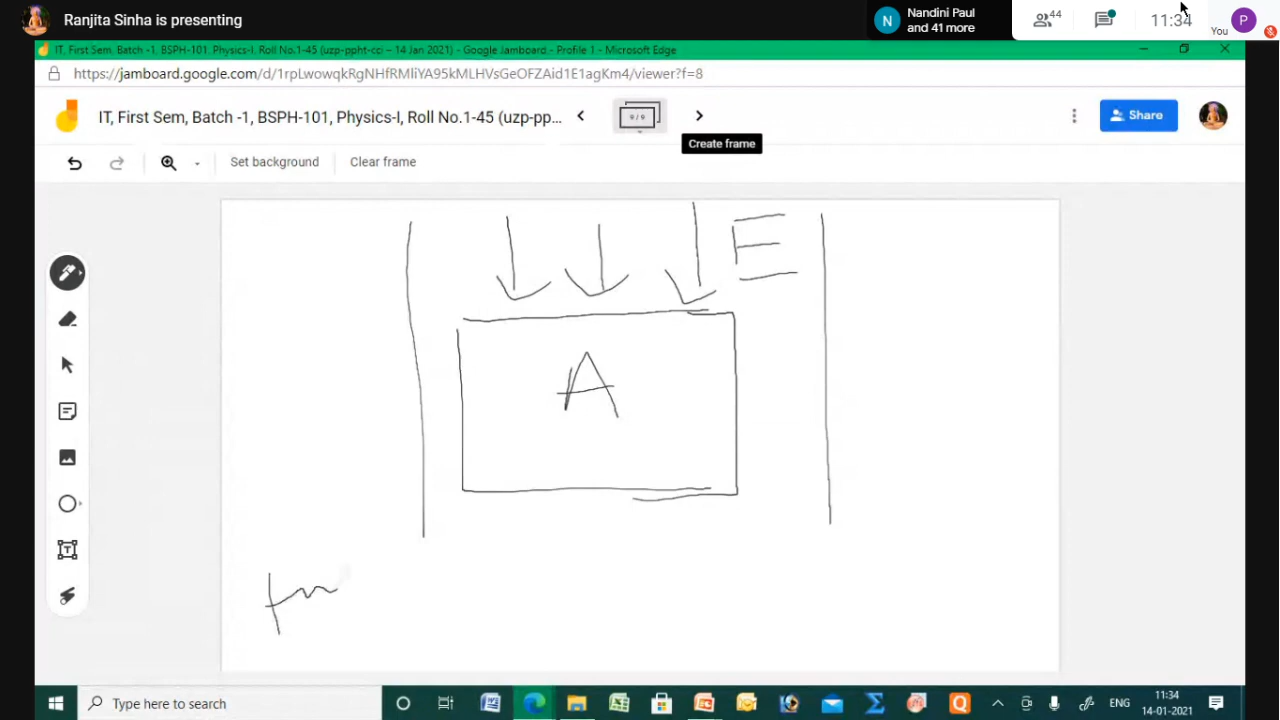 Ranjita Sinha is presenting
N
Nandini Paul
and 41 more
44
11:34
You
P
IT, First Sem. Batch -1, BSPH-101. Physics-I. Roll No.1-45 (uzp-ppht-cci – 14 Jan 2021) - Google Jamboard - Profile 1 - Microsoft Edge
https://jamboard.google.com/d/1rpLwowqkRgNHfRMliYA95kMLHVsGeOFZAid1E1agKm4/viewer?f=8
IT, First Sem, Batch -1, BSPH-101, Physics-I, Roll No.1-45 (uzp-pp...
Share
Create frame
Set background
Clear frame
E
A
Type here to search
ENG
11:34
14-01-2021